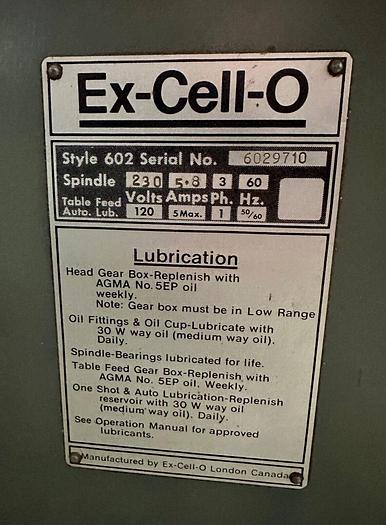 Ex-Cell-O
Style 602 Serial No. 6029710
Spindle 230 5.8 3 60
Volts Amps Ph. Hz.
Table Feed
Auto. Lub. 120 5 Max. 1 50/60
Lubrication
Head Gear Box-Replenish with
AGMA No. 5EP oil
weekly.
Note: Gear box must be in Low Range
Oil Fittings & Oil Cup-Lubricate with
30 W way oil (medium way oil).
Daily.
Spindle-Bearings lubricated for life.
Table Feed Gear Box-Replenish with
AGMA No. 5EP oil. Weekly.
One Shot & Auto Lubrication-Replenish
reservoir with 30 W way oil
(medium way oil). Daily.
See Operation Manual for approved
lubricants.
Manufactured by Ex-Cell-O London Canada